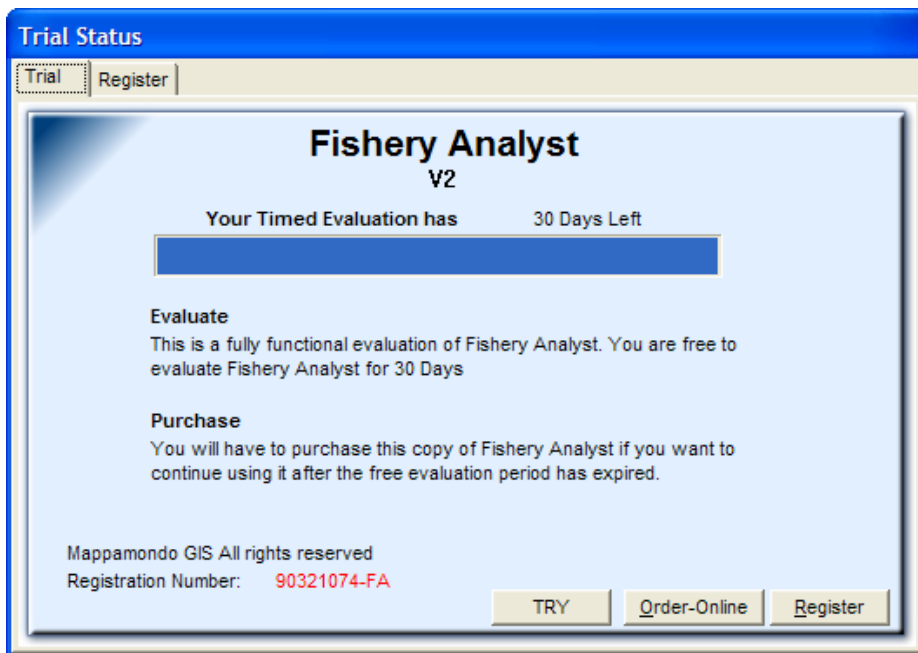 Trial Status
Trial Register
Fishery Analyst
V2
Your Timed Evaluation has 30 Days Left
Evaluate
This is a fully functional evaluation of Fishery Analyst. You are free to
evaluate Fishery Analyst for 30 Days
Purchase
You will have to purchase this copy of Fishery Analyst if you want to
continue using it after the free evaluation period has expired.
Mappamondo GIS All rights reserved
Registration Number: 90321074-FA
TRY Order-Online Register